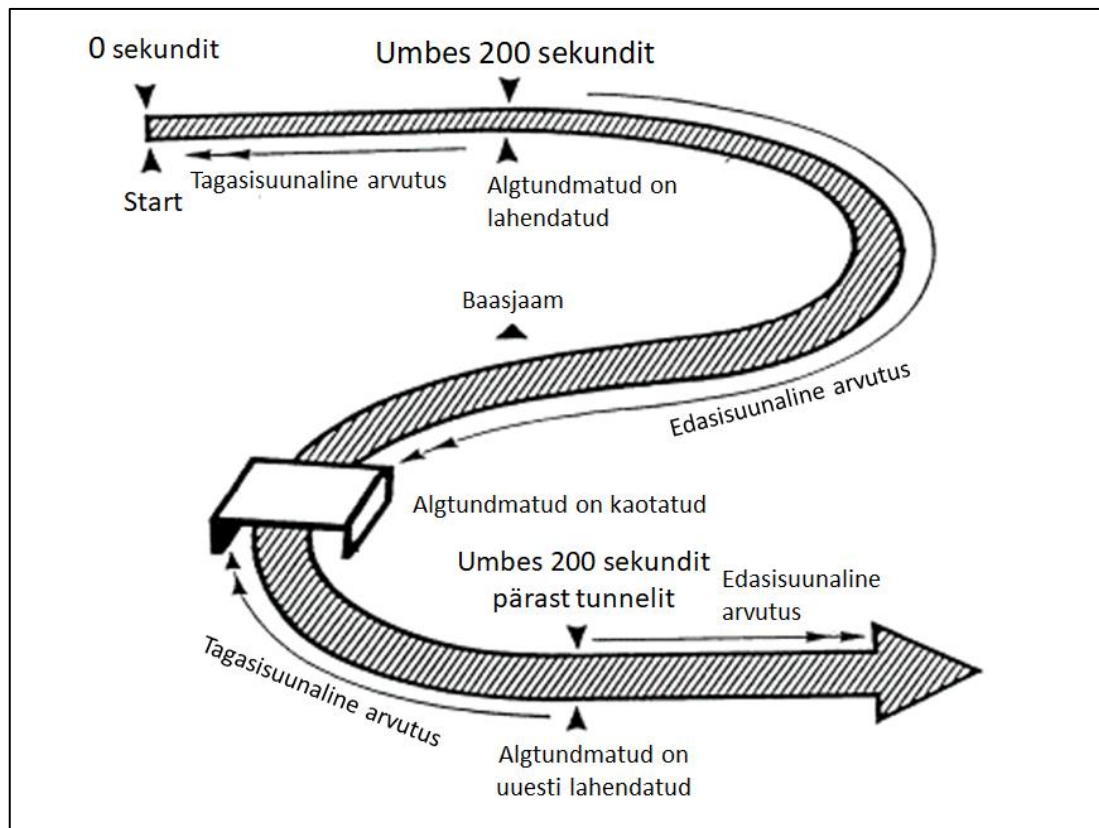 0 sekundit
Umbes 200 sekundit
Start
Tagasisuunaline arvutus
Algtundmatud on
lahendatud
Baasjaam
Edasisuunaline arvutus
Algtundmatud on kaotatud
Umbes 200 sekundit
pärast tunnelit
Edasisuunaline
arvutus
Tagasisuunaline arvutus
Algtundmatud on
uuesti lahendatud